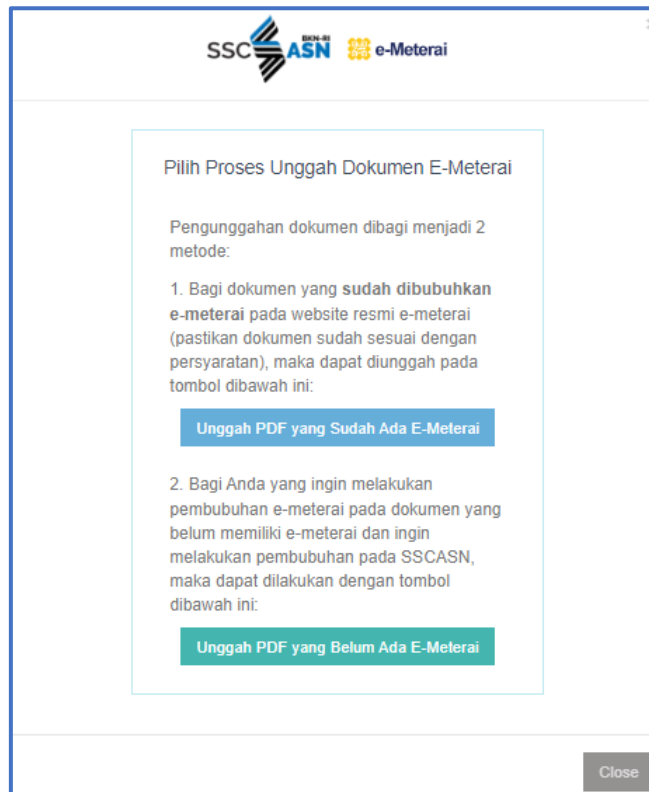 SSC ASN BKN-RI e-Meterai
Pilih Proses Unggah Dokumen E-Meterai
Pengunggahan dokumen dibagi menjadi 2
metode:
1. Bagi dokumen yang sudah dibubuhkan
e-meterai pada website resmi e-meterai
(pastikan dokumen sudah sesuai dengan
persyaratan), maka dapat diunggah pada
tombol dibawah ini:
Unggah PDF yang Sudah Ada E-Meterai
2. Bagi Anda yang ingin melakukan
pembubuhan e-meterai pada dokumen yang
belum memiliki e-meterai dan ingin
melakukan pembubuhan pada SSCASN,
maka dapat dilakukan dengan tombol
dibawah ini:
Unggah PDF yang Belum Ada E-Meterai
Close